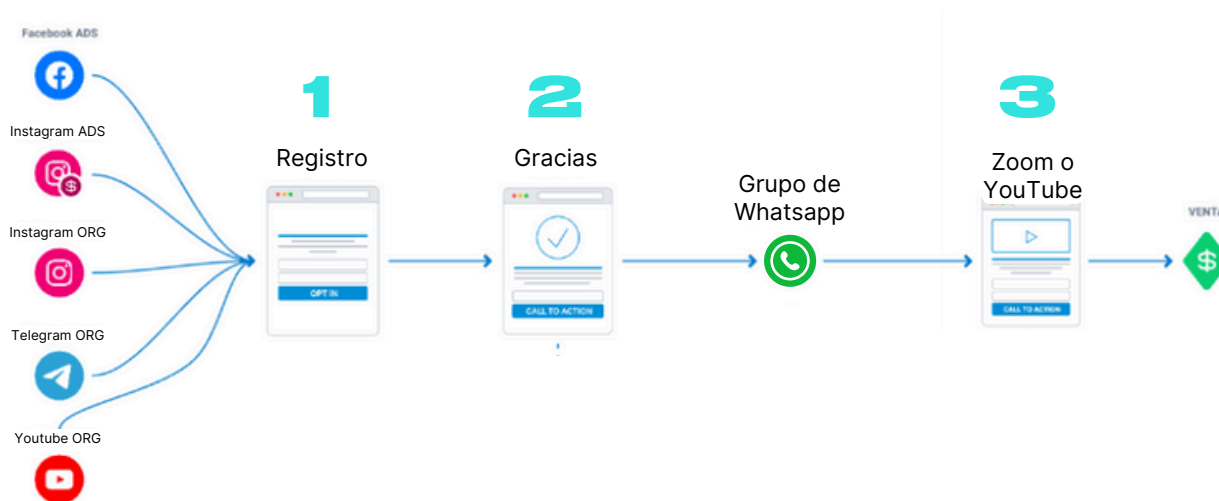 Facebook ADS
Instagram ADS
$
Instagram ORG
Telegram ORG
Youtube ORG
1
Registro
OPT IN
2
Gracias
CALL TO ACTION
Grupo de
Whatsapp
3
Zoom o
YouTube
CALL TO ACTION
VENTA
$